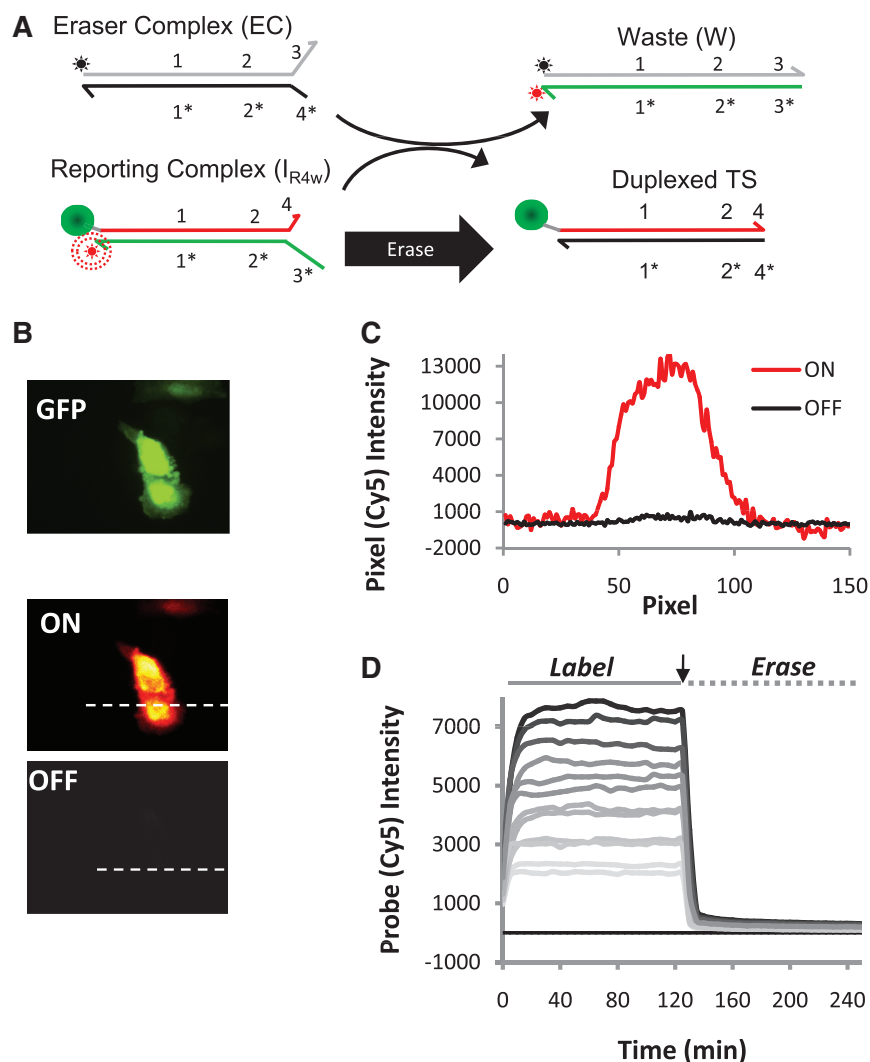 A
Eraser Complex (EC)
1 2 3
1* 2* 4*
Waste (W)
1 2 3
1* 2* 3*
Reporting Complex (IR4w)
1 2 4
1* 2* 3*
Erase
Duplexed TS
1 2 4
1* 2* 4*
B
GFP
ON
OFF
C
Pixel (Cy5) Intensity
13000
10000
7000
4000
1000
-2000
0 50 100 150
Pixel
ON
OFF
D
Label Erase
Probe (Cy5) Intensity
7000
5000
3000
1000
-1000
0 40 80 120 160 200 240
Time (min)